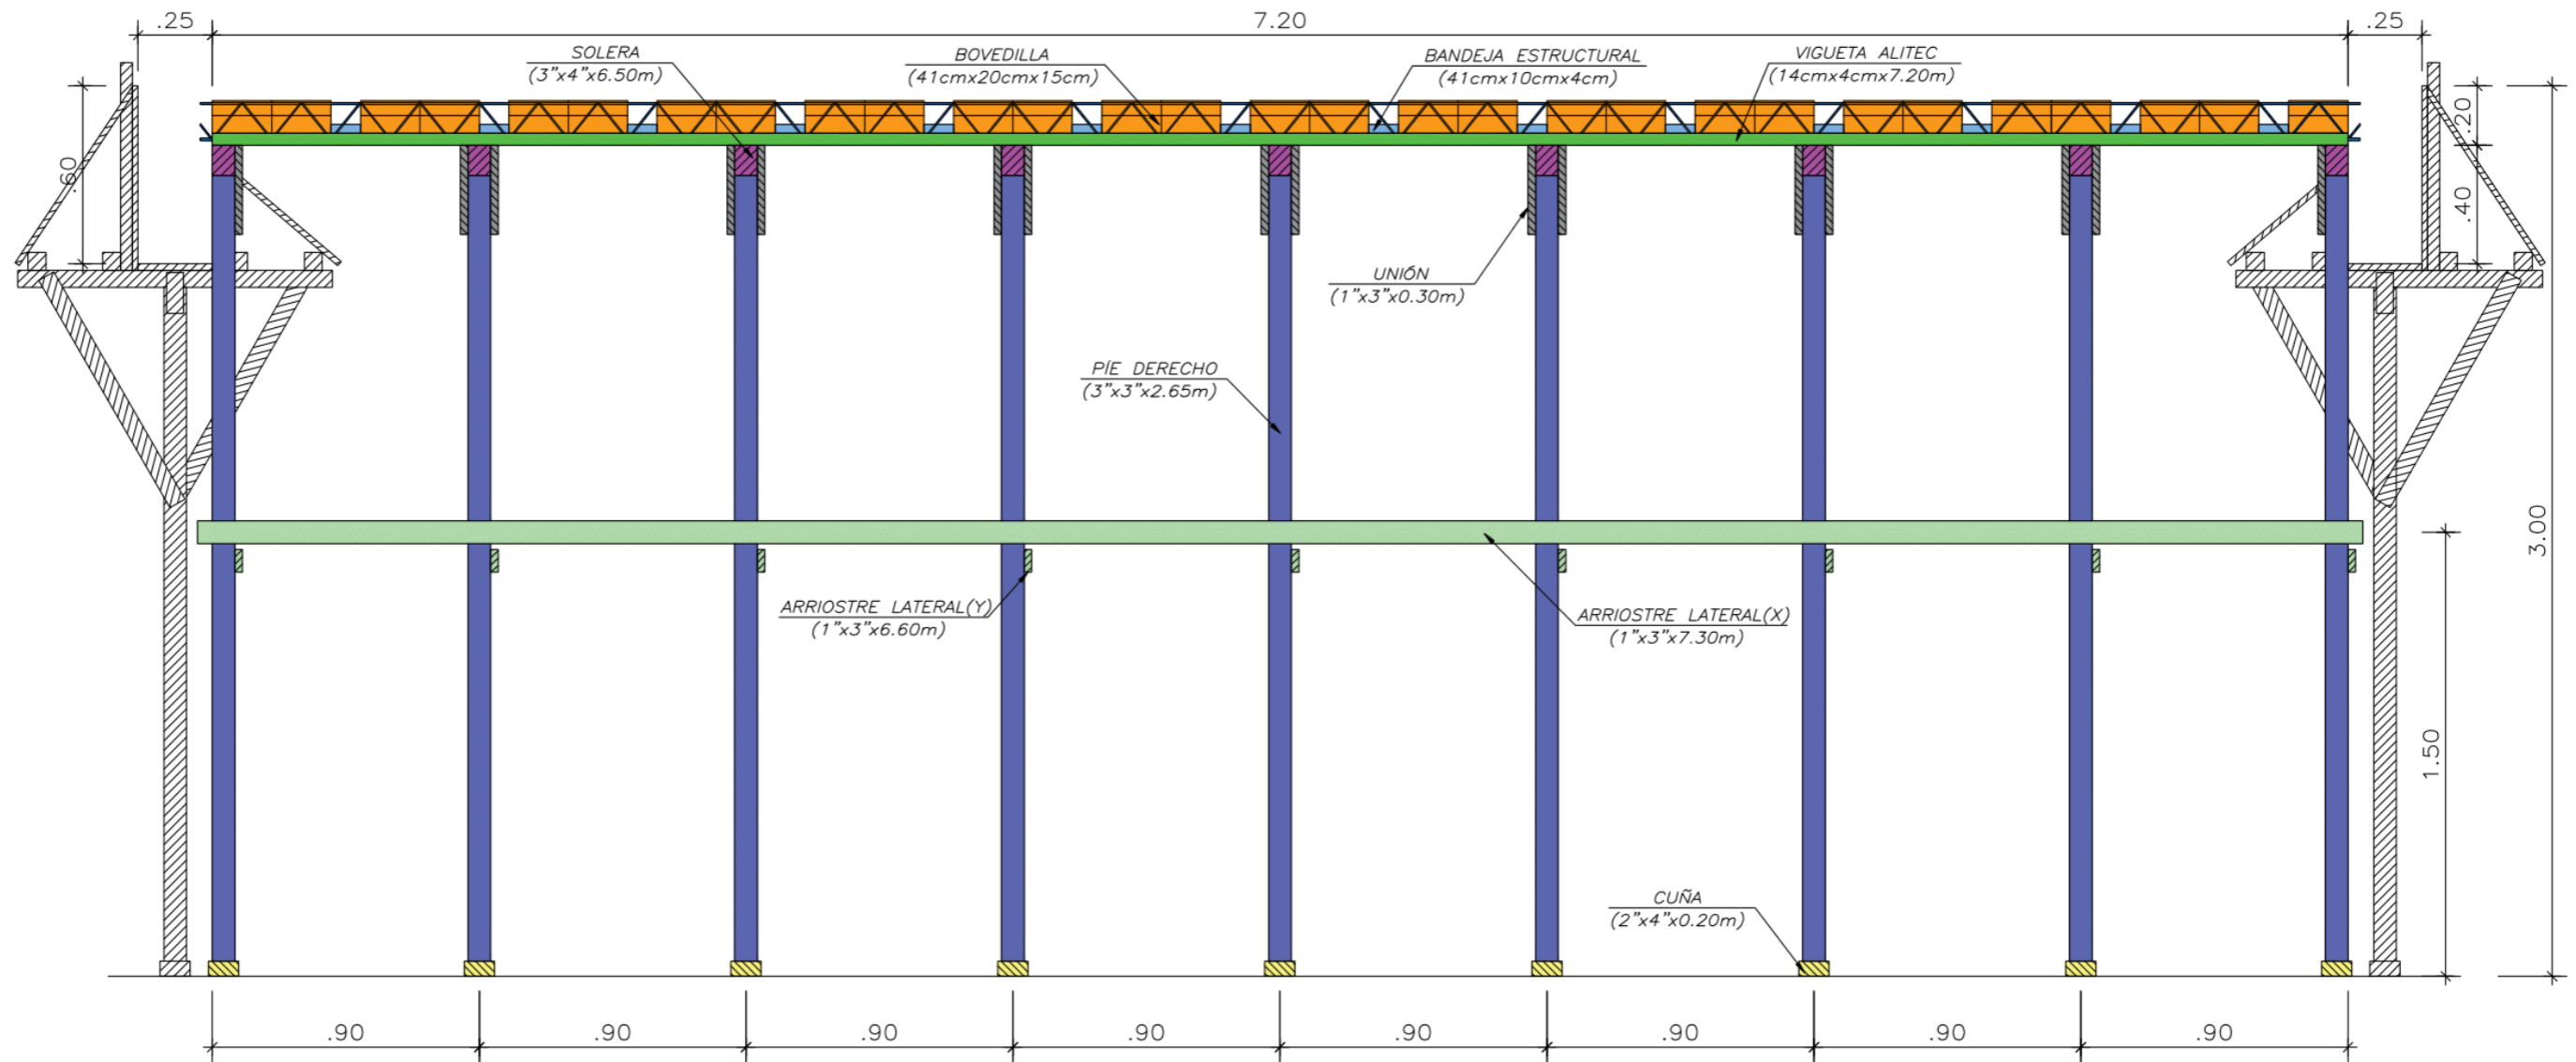 .25
7.20
.25
SOLERA
(3"x4"x6.50m)
BOVEDILLA
(41cmx20cmx15cm)
BANDEJA ESTRUCTURAL
(41cmx10cmx4cm)
VIGUETA ALITEC
(14cmx4cmx7.20m)
.60
.20
.40
UNIÓN
(1"x3"x0.30m)
PÍE DERECHO
(3"x3"x2.65m)
3.00
ARRIOSTRE LATERAL(Y)
(1"x3"x6.60m)
ARRIOSTRE LATERAL(X)
(1"x3"x7.30m)
1.50
CUÑA
(2"x4"x0.20m)
.90
.90
.90
.90
.90
.90
.90
.90